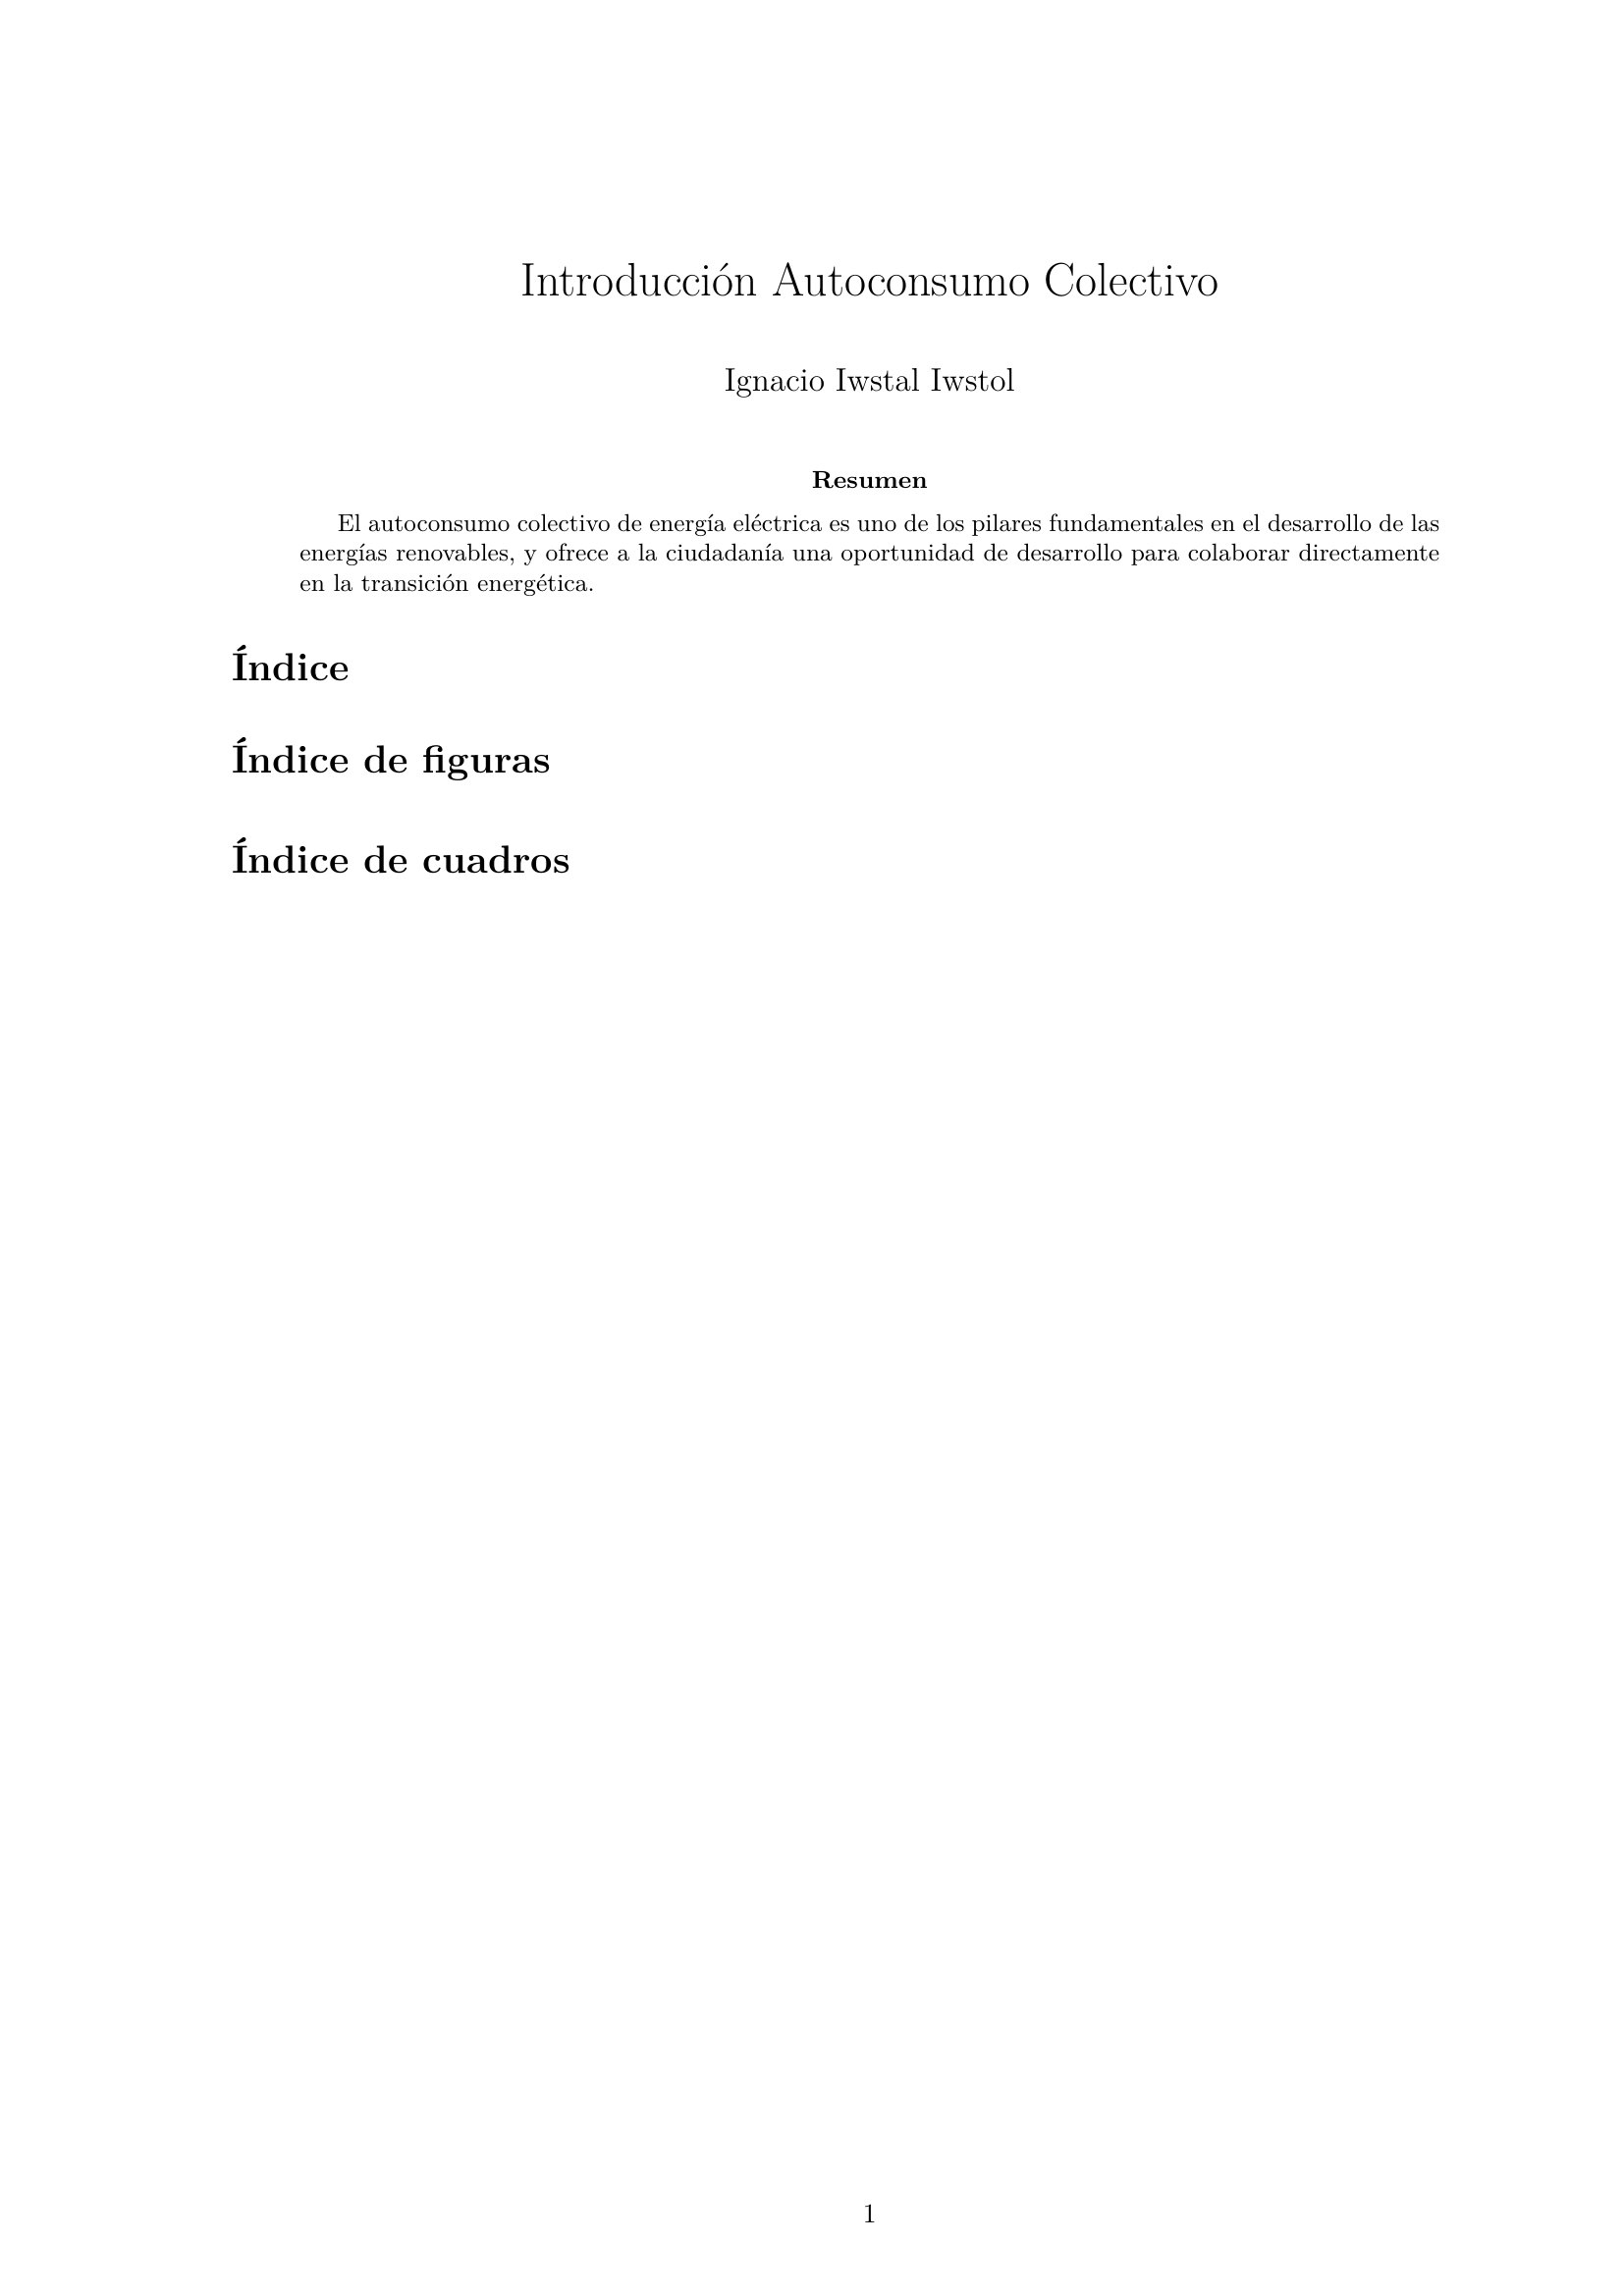 Introducción Autoconsumo Colectivo
Ignacio Iwstal Iwstol
Resumen
El autoconsumo colectivo de energía eléctrica es uno de los pilares fundamentales en el desarrollo de las
energías renovables, y ofrece a la ciudadanía una oportunidad de desarrollo para colaborar directamente
en la transición energética.
Índice
Índice de figuras
Índice de cuadros
1